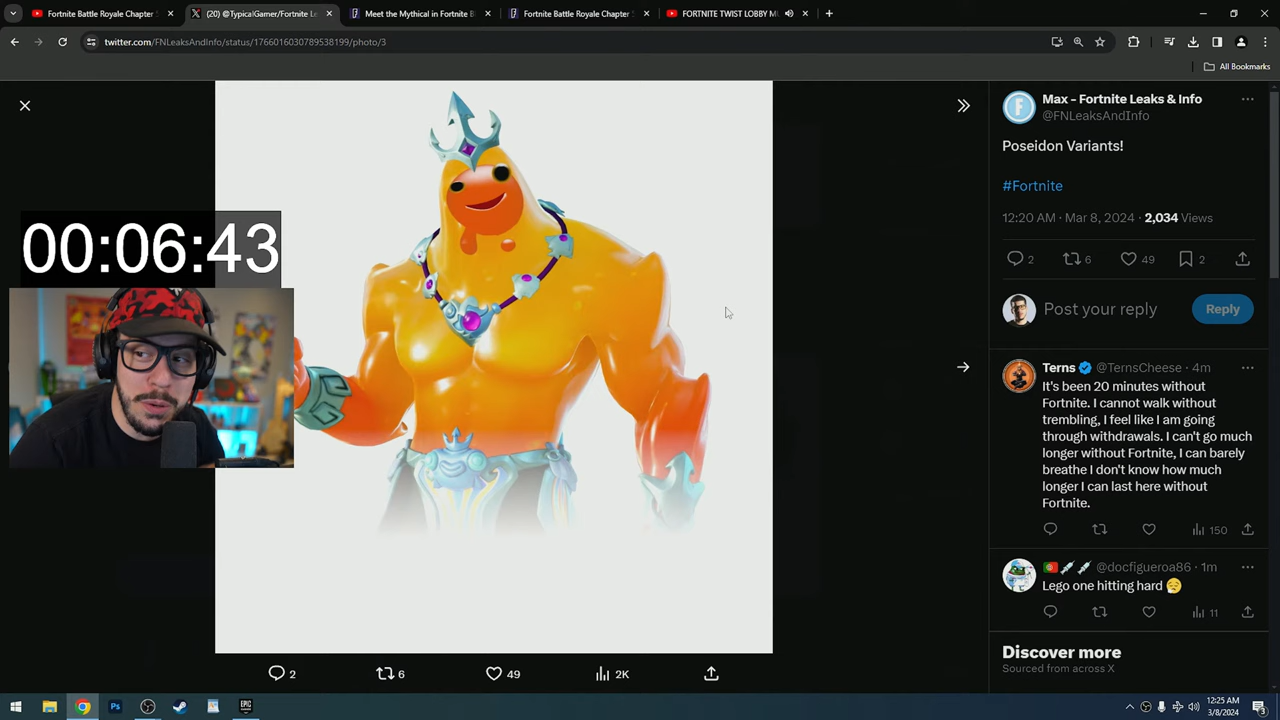 Fortnite Battle Royale Chapter
(20) @TypicalGamer/Fortnite Le
Meet the Mythical in Fortnite B
Fortnite Battle Royale Chapter
FORTNITE TWIST LOBBY MU
twitter.com/FNLeaksAndInfo/status/1766016030789538199/photo/3
All Bookmarks
00:06:43
Max - Fortnite Leaks & Info
@FNLeaksAndInfo
Poseidon Variants!
#Fortnite
12:20 AM · Mar 8, 2024 2,034 Views
2 6 49 2
Post your reply
Reply
Terns @TernsCheese · 4m
It's been 20 minutes without
Fortnite. I cannot walk without
trembling, I feel like I am going
through withdrawals. I can't go much
longer without Fortnite, I can barely
breathe I don't know how much
longer I can last here without
Fortnite.
150
@docfigueroa86 · 1m
Lego one hitting hard 😥
11
Discover more
Sourced from across X
2 6 49 2K
Ps
EPIC
12:25 AM
3/8/2024
3